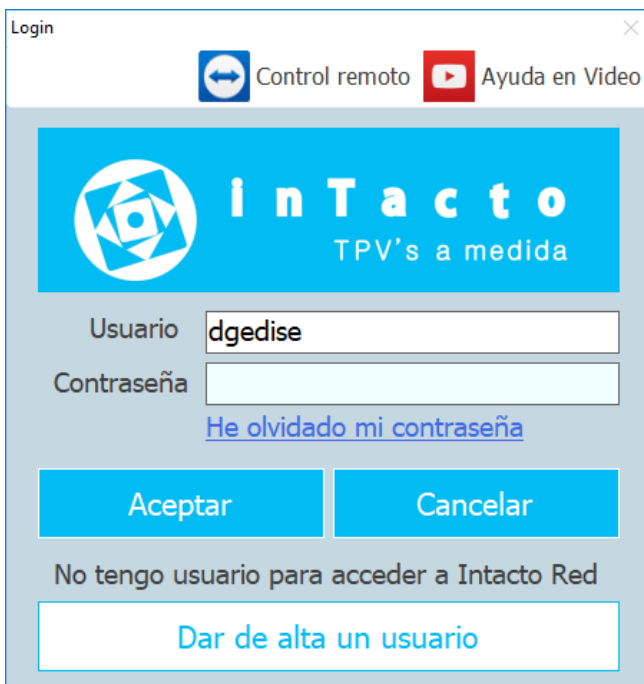 Login
Control remoto Ayuda en Video
inTacto
TPV's a medida
Usuario dgedise
Contraseña
He olvidado mi contraseña
Aceptar Cancelar
No tengo usuario para acceder a Intacto Red
Dar de alta un usuario